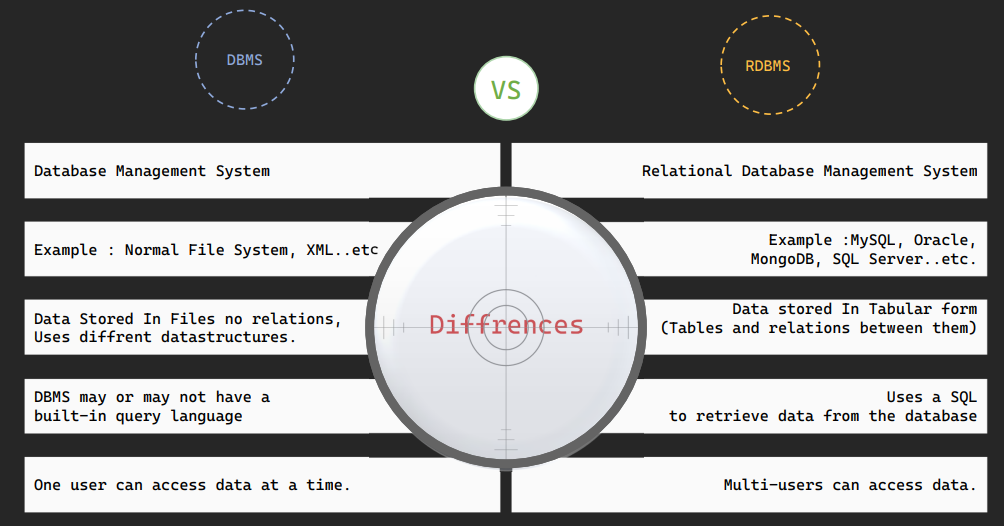 DBMS
VS
RDBMS
Database Management System
Relational Database Management System
Example : Normal File System, XML..etc
Example :MySQL, Oracle,
MongoDB, SQL Server..etc.
Diffrences
Data Stored In Files no relations,
Uses diffrent datastructures.
Data stored In Tabular form
(Tables and relations between them)
DBMS may or may not have a
built-in query language
Uses a SQL
to retrieve data from the database
One user can access data at a time.
Multi-users can access data.